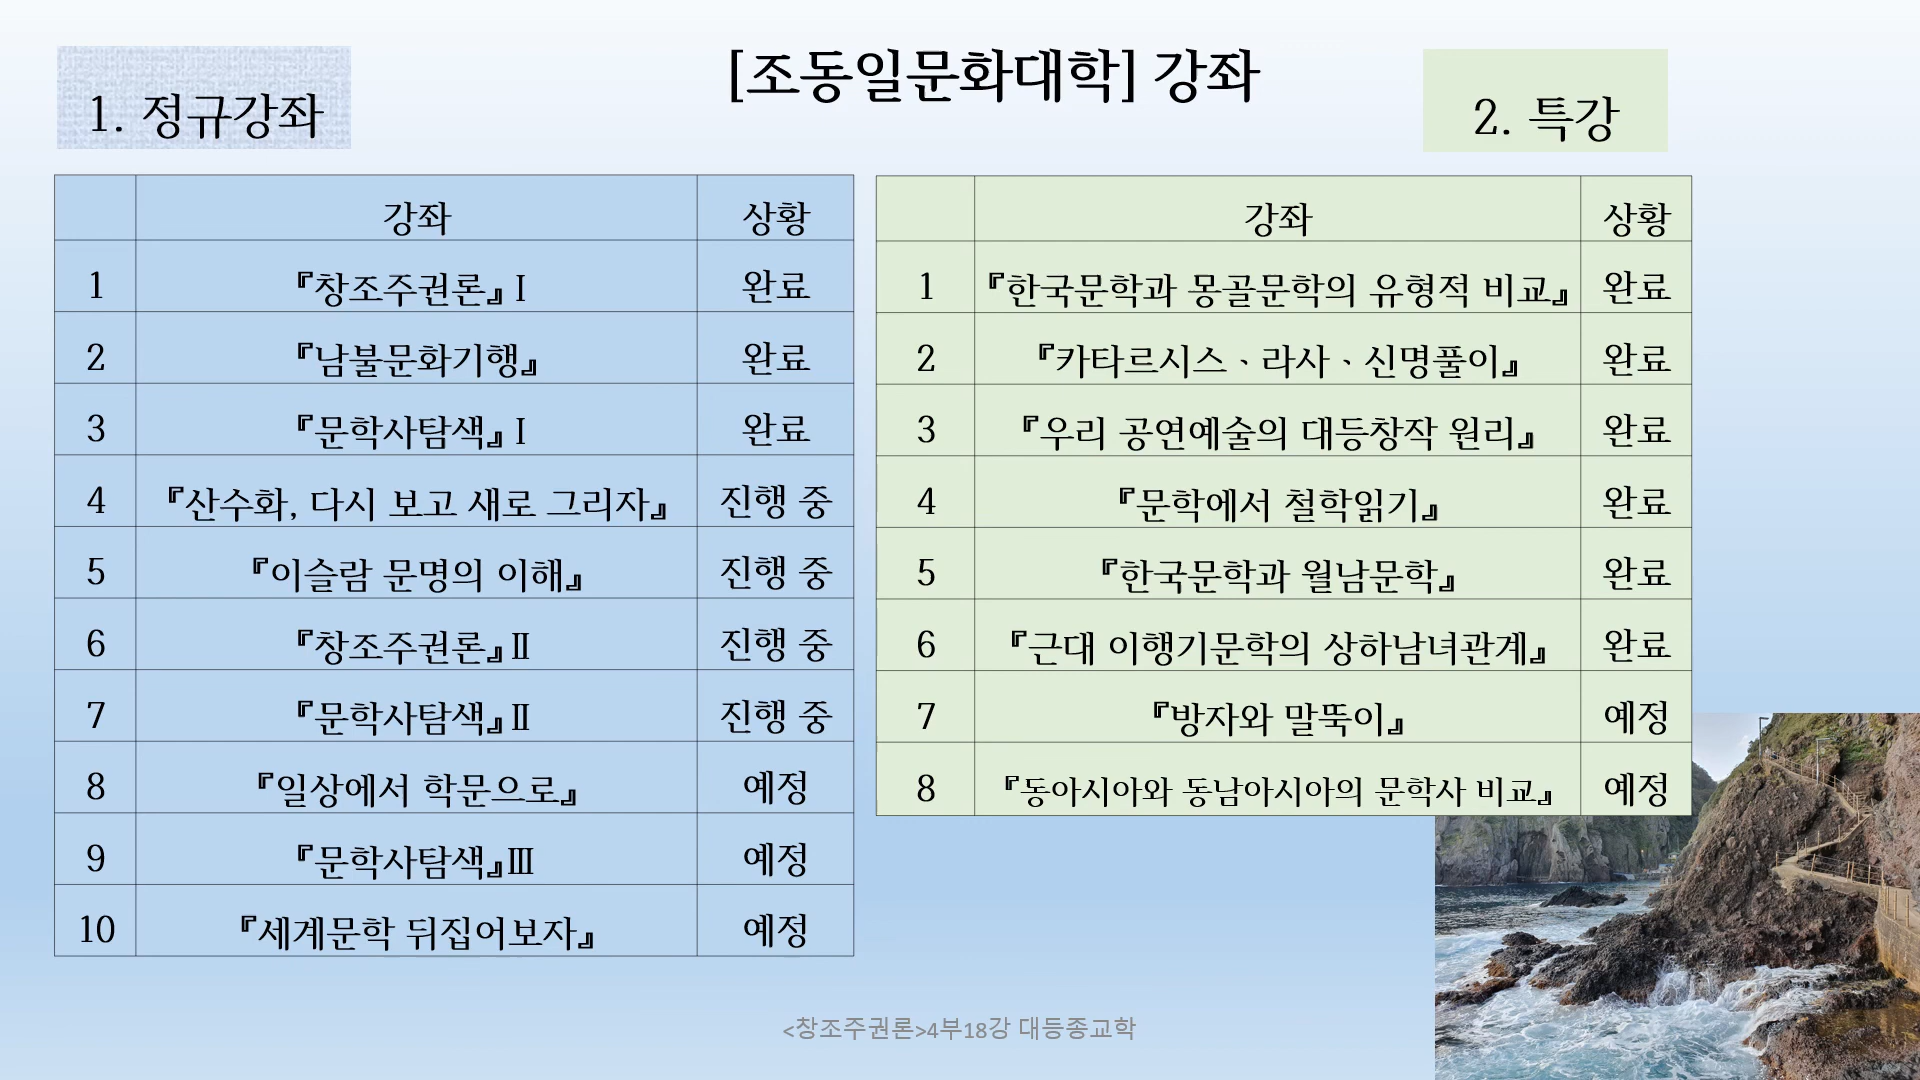 [조동일문화대학] 강좌
1. 정규강좌
강좌 상황
1 『창조주권론』Ⅰ 완료
2 『남불문화기행』 완료
3 『문학사탐색』Ⅰ 완료
4 『산수화, 다시 보고 새로 그리자』 진행 중
5 『이슬람 문명의 이해』 진행 중
6 『창조주권론』Ⅱ 진행 중
7 『문학사탐색』Ⅱ 진행 중
8 『일상에서 학문으로』 예정
9 『문학사탐색』Ⅲ 예정
10 『세계문학 뒤집어보자』 예정
2. 특강
강좌 상황
1 『한국문학과 몽골문학의 유형적 비교』 완료
2 『카타르시스、라사、신명풀이』 완료
3 『우리 공연예술의 대등창작 원리』 완료
4 『문학에서 철학읽기』 완료
5 『한국문학과 월남문학』 완료
6 『근대 이행기문학의 상하남녀관계』 완료
7 『방자와 말뚝이』 예정
8 『동아시아와 동남아시아의 문학사 비교』 예정
<창조주권론>4부18강 대등종교학